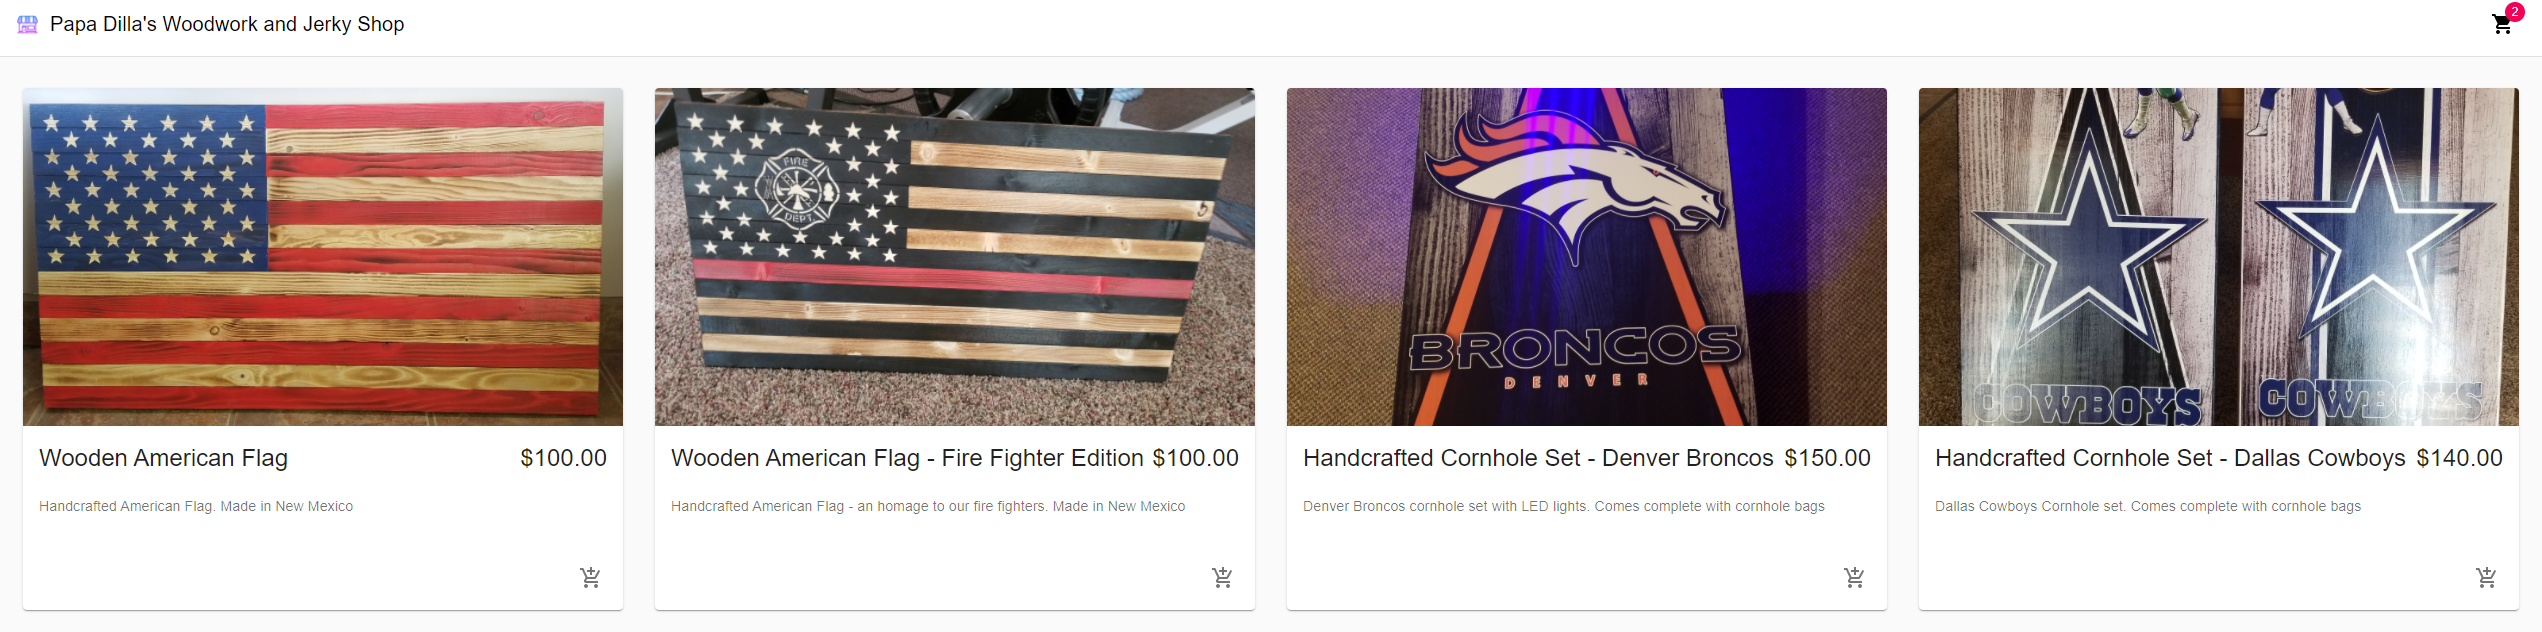 Papa Dilla's Woodwork and Jerky Shop
2
FIRE
DEPT
BRONCOS
DENVER
COWBOYS
COWBOYS
Wooden American Flag $100.00
Handcrafted American Flag. Made in New Mexico
Wooden American Flag - Fire Fighter Edition $100.00
Handcrafted American Flag - an homage to our fire fighters. Made in New Mexico
Handcrafted Cornhole Set - Denver Broncos $150.00
Denver Broncos cornhole set with LED lights. Comes complete with cornhole bags
Handcrafted Cornhole Set - Dallas Cowboys $140.00
Dallas Cowboys Cornhole set. Comes complete with cornhole bags